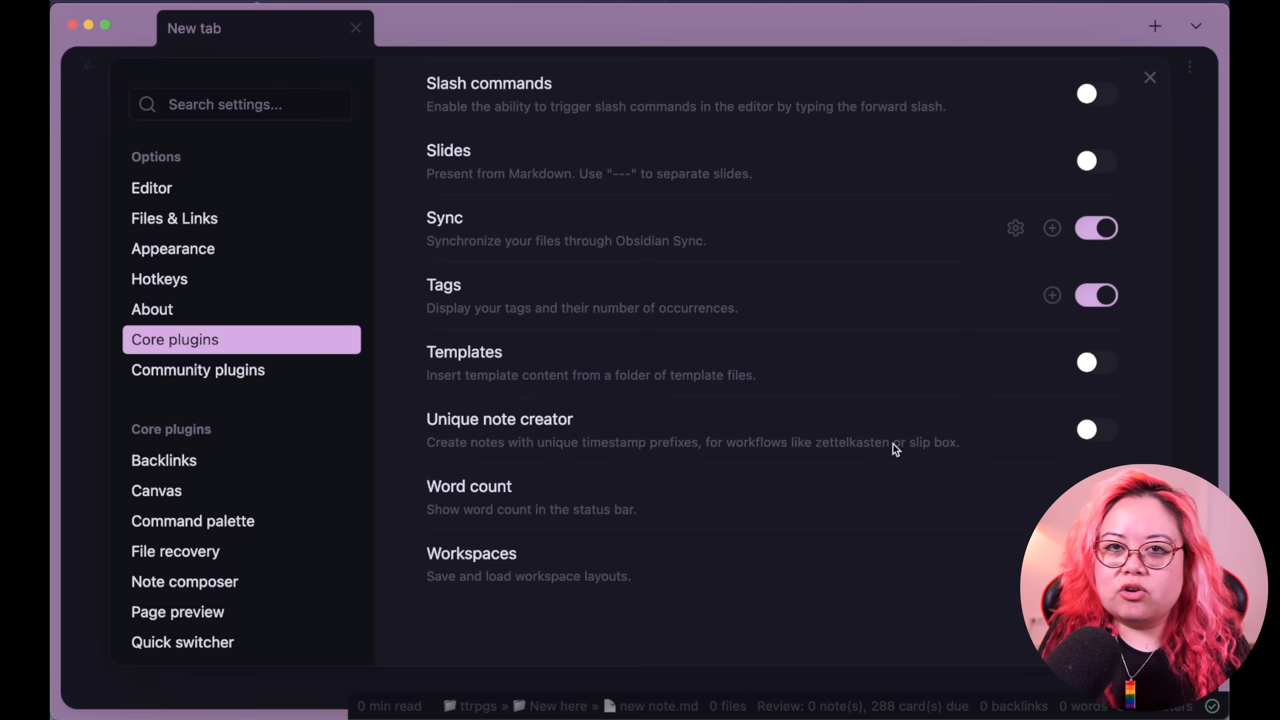 New tab
Search settings...
Options
Editor
Files & Links
Appearance
Hotkeys
About
Core plugins
Community plugins
Core plugins
Backlinks
Canvas
Command palette
File recovery
Note composer
Page preview
Quick switcher
Slash commands
Enable the ability to trigger slash commands in the editor by typing the forward slash.
Slides
Present from Markdown. Use "---" to separate slides.
Sync
Synchronize your files through Obsidian Sync.
Tags
Display your tags and their number of occurrences.
Templates
Insert template content from a folder of template files.
Unique note creator
Create notes with unique timestamp prefixes, for workflows like zettelkasten or slip box.
Word count
Show word count in the status bar.
Workspaces
Save and load workspace layouts.
0 min read ttrpgs » New here » new note.md 0 files Review: 0 note(s), 288 card(s) due 0 backlinks 0 words